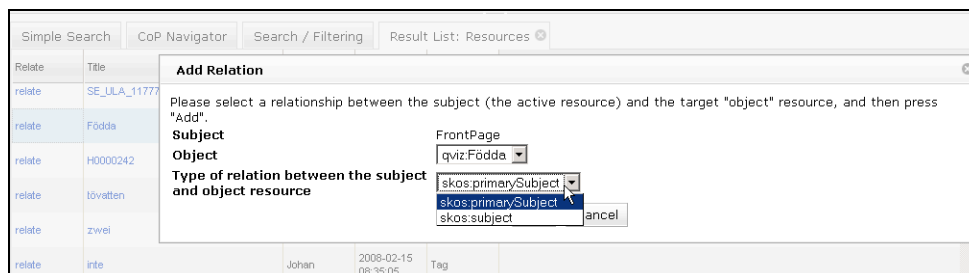 Simple Search CoP Navigator Search / Filtering Result List: Resources
Relate Title
Add Relation
relate SE_ULA_11777
Please select a relationship between the subject (the active resource) and the target "object" resource, and then press
"Add".
relate Födda
Subject FrontPage
Object qviz:Födda
relate H0000242
Type of relation between the subject
and object resource
skos:primarySubject
relate tövatten
skos:primarySubject
skos:subject
ancel
relate zwei
relate inte Johan 2008-02-15
08:35:05 Tag